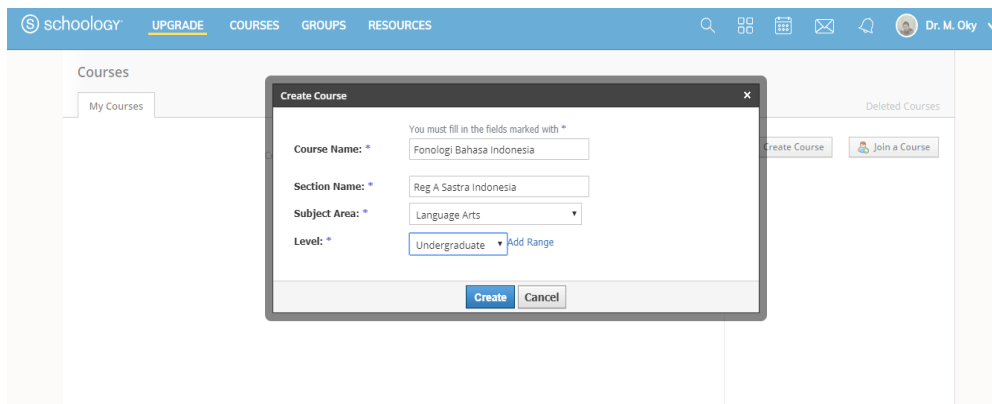 schoology UPGRADE COURSES GROUPS RESOURCES Dr. M. Oky
Courses
My Courses
Deleted Courses
Create Course
×
You must fill in the fields marked with *
Course Name: * Fonologi Bahasa Indonesia
Create Course Join a Course
Section Name: * Reg A Sastra Indonesia
Subject Area: * Language Arts
Level: * Undergraduate Add Range
Create Cancel